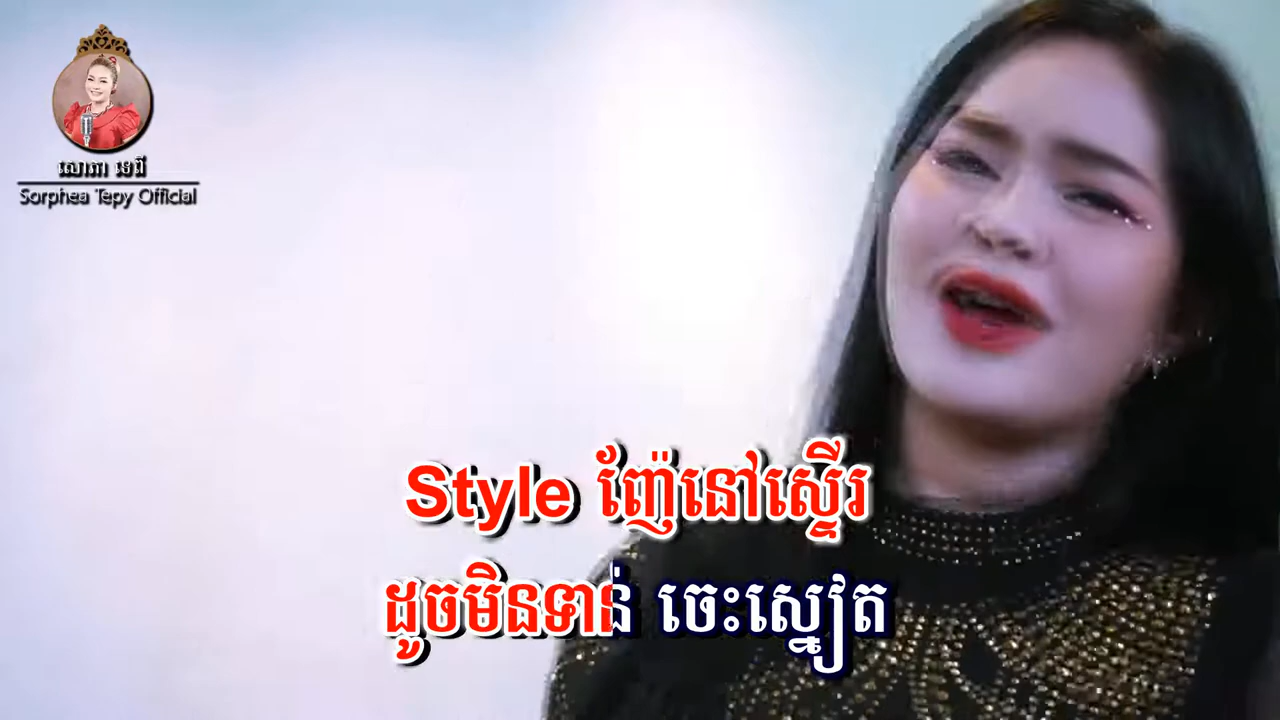 សោភា ទេពី
Sorphea Tepy Official
Style ញ៉ែនៅស្ទើរ
ដូចមិនទាន់ ចេះស្នៀត